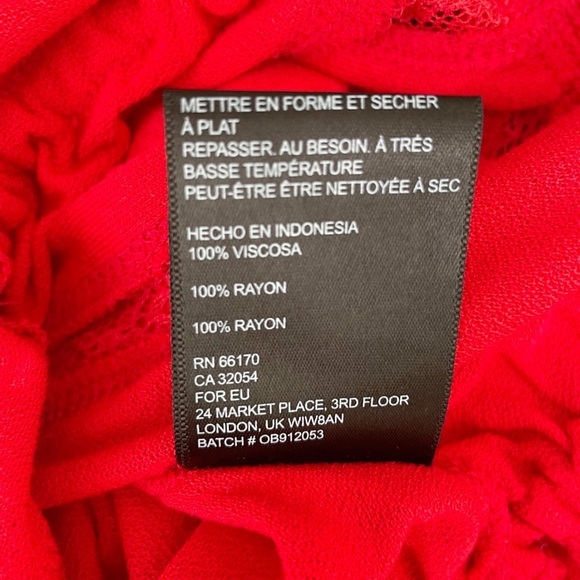 METTRE EN FORME ET SECHER
À PLAT
REPASSER. AU BESOIN. À TRÉS
BASSE TEMPÉRATURE
PEUT-ÊTRE ÊTRE NETTOYÉE À SEC
HECHO EN INDONESIA
100% VISCOSA
100% RAYON
100% RAYON
RN 66170
CA 32054
FOR EU
24 MARKET PLACE, 3RD FLOOR
LONDON, UK WIW8AN
BATCH # OB912053